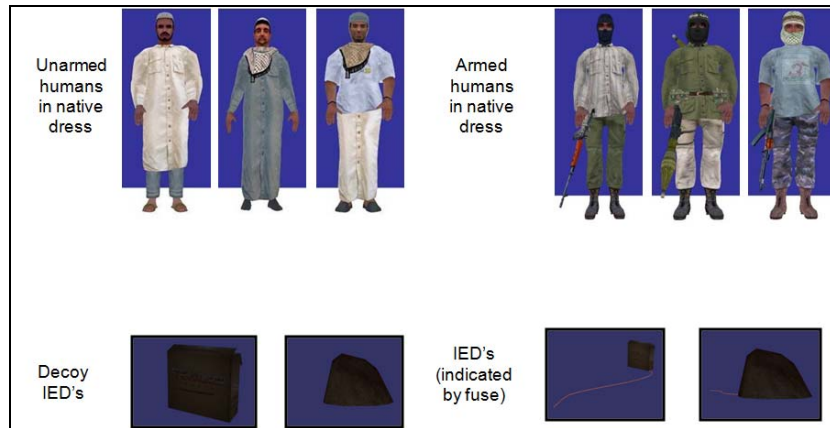 Unarmed
humans
in native
dress
Armed
humans
in native
dress
Decoy
IED's
IED's
(indicated
by fuse)